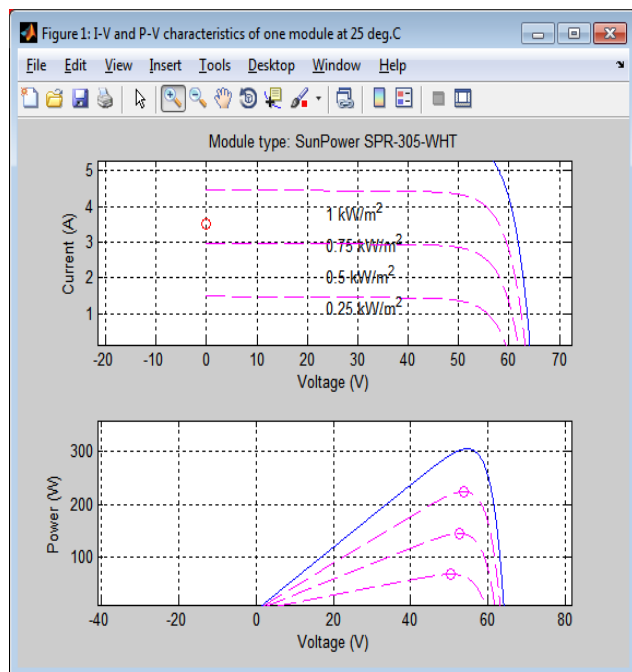 Figure 1: I-V and P-V characteristics of one module at 25 deg.C
File Edit View Insert Tools Desktop Window Help
Module type: SunPower SPR-305-WHT
5
4
3
2
1
Current (A)
1 kW/m²
0.75 kW/m²
0.5 kW/m²
0.25 kW/m²
-20 -10 0 10 20 30 40 50 60 70
Voltage (V)
300
200
100
Power (W)
-40 -20 0 20 40 60 80
Voltage (V)